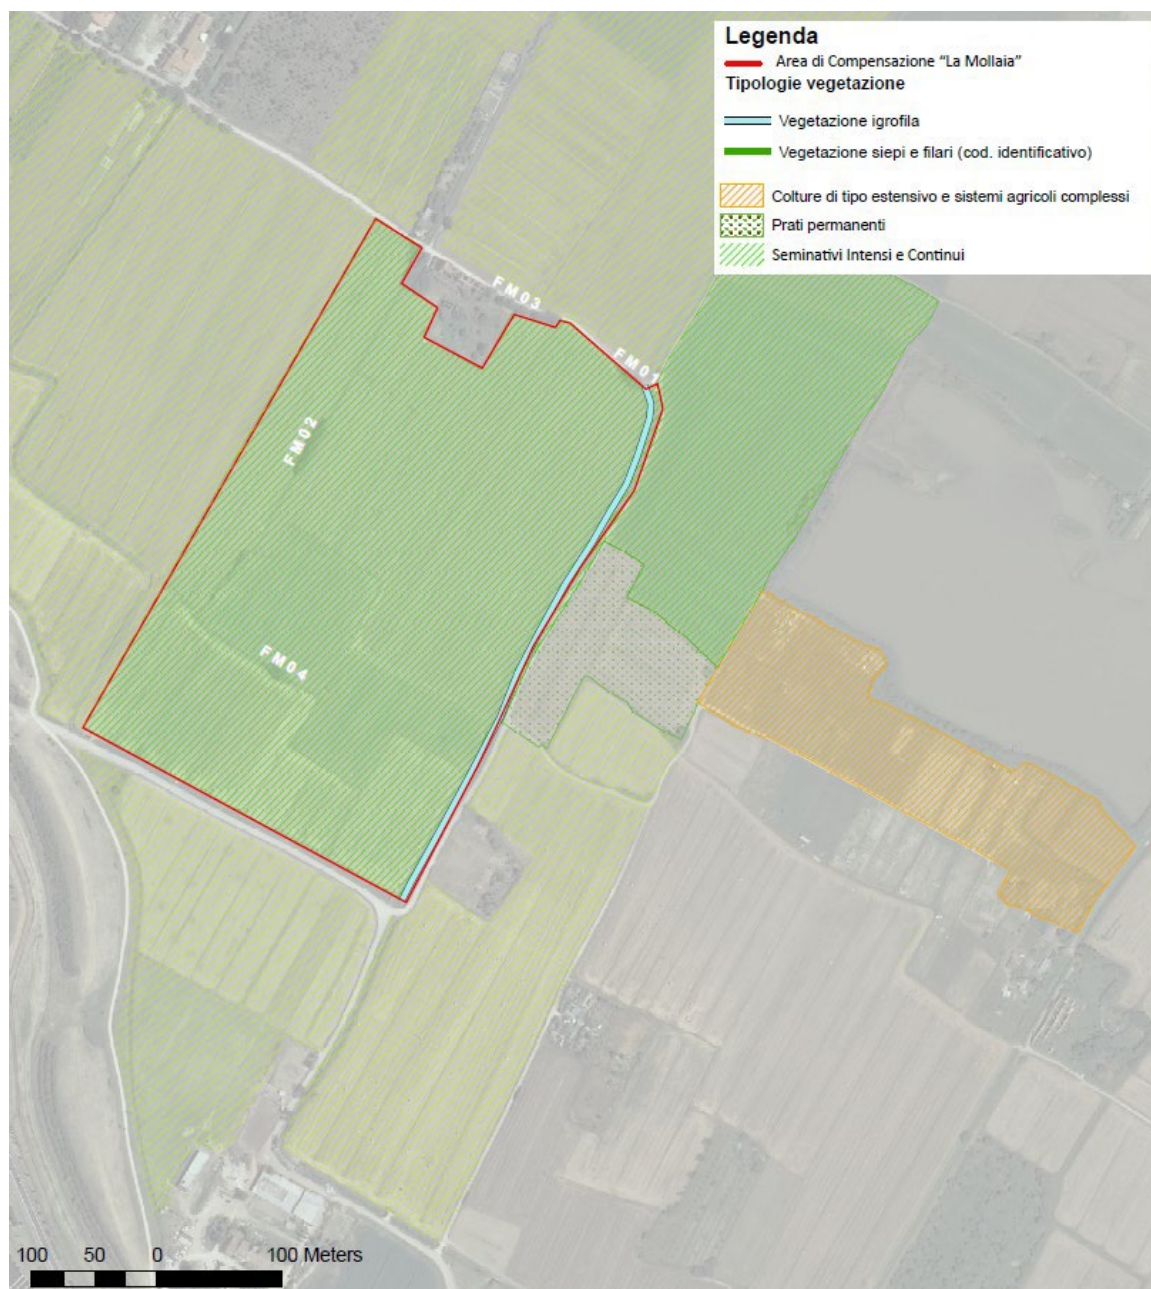 Legenda
Area di Compensazione “La Mollaia”
Tipologie vegetazione
Vegetazione igrofila
Vegetazione siepi e filari (cod. identificativo)
Colture di tipo estensivo e sistemi agricoli complessi
Prati permanenti
Seminativi Intensi e Continui
FM03
FM01
FM02
FM04
100 50 0 100 Meters